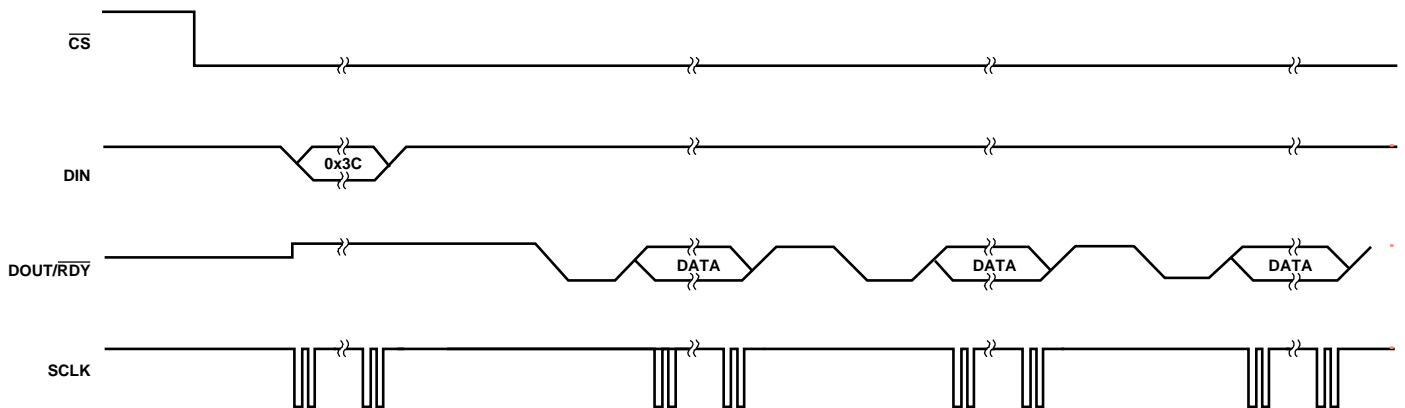 CS
DIN
0x3C
DOUT/RDY
DATA
DATA
DATA
SCLK